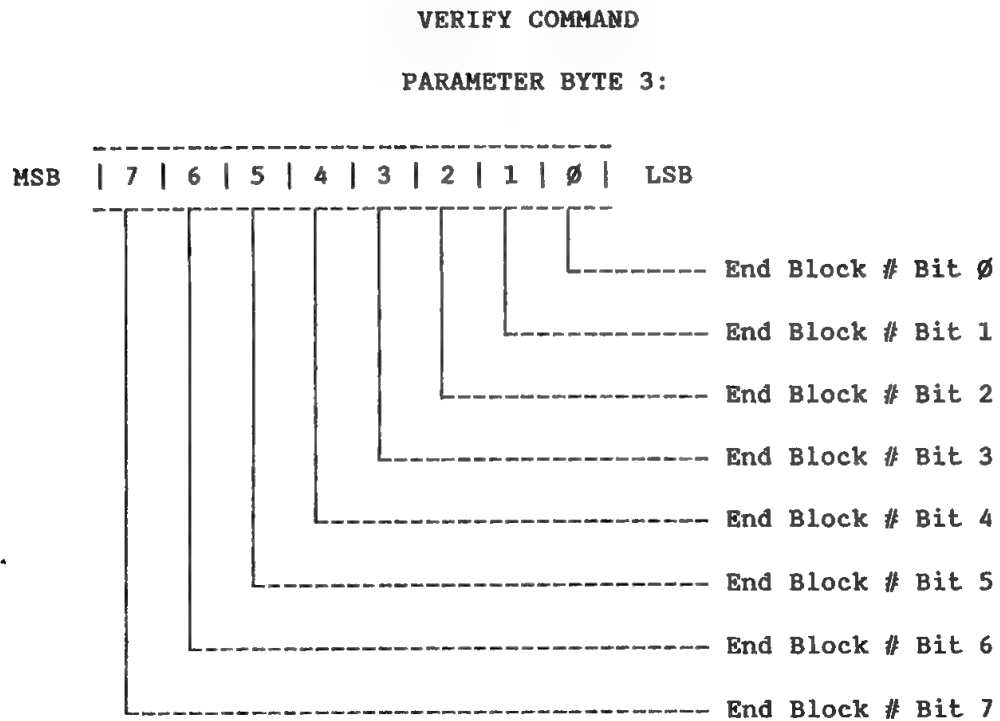 VERIFY COMMAND
PARAMETER BYTE 3:
MSB | 7 | 6 | 5 | 4 | 3 | 2 | 1 | Ø | LSB
End Block # Bit Ø
End Block # Bit 1
End Block # Bit 2
End Block # Bit 3
End Block # Bit 4
End Block # Bit 5
End Block # Bit 6
End Block # Bit 7